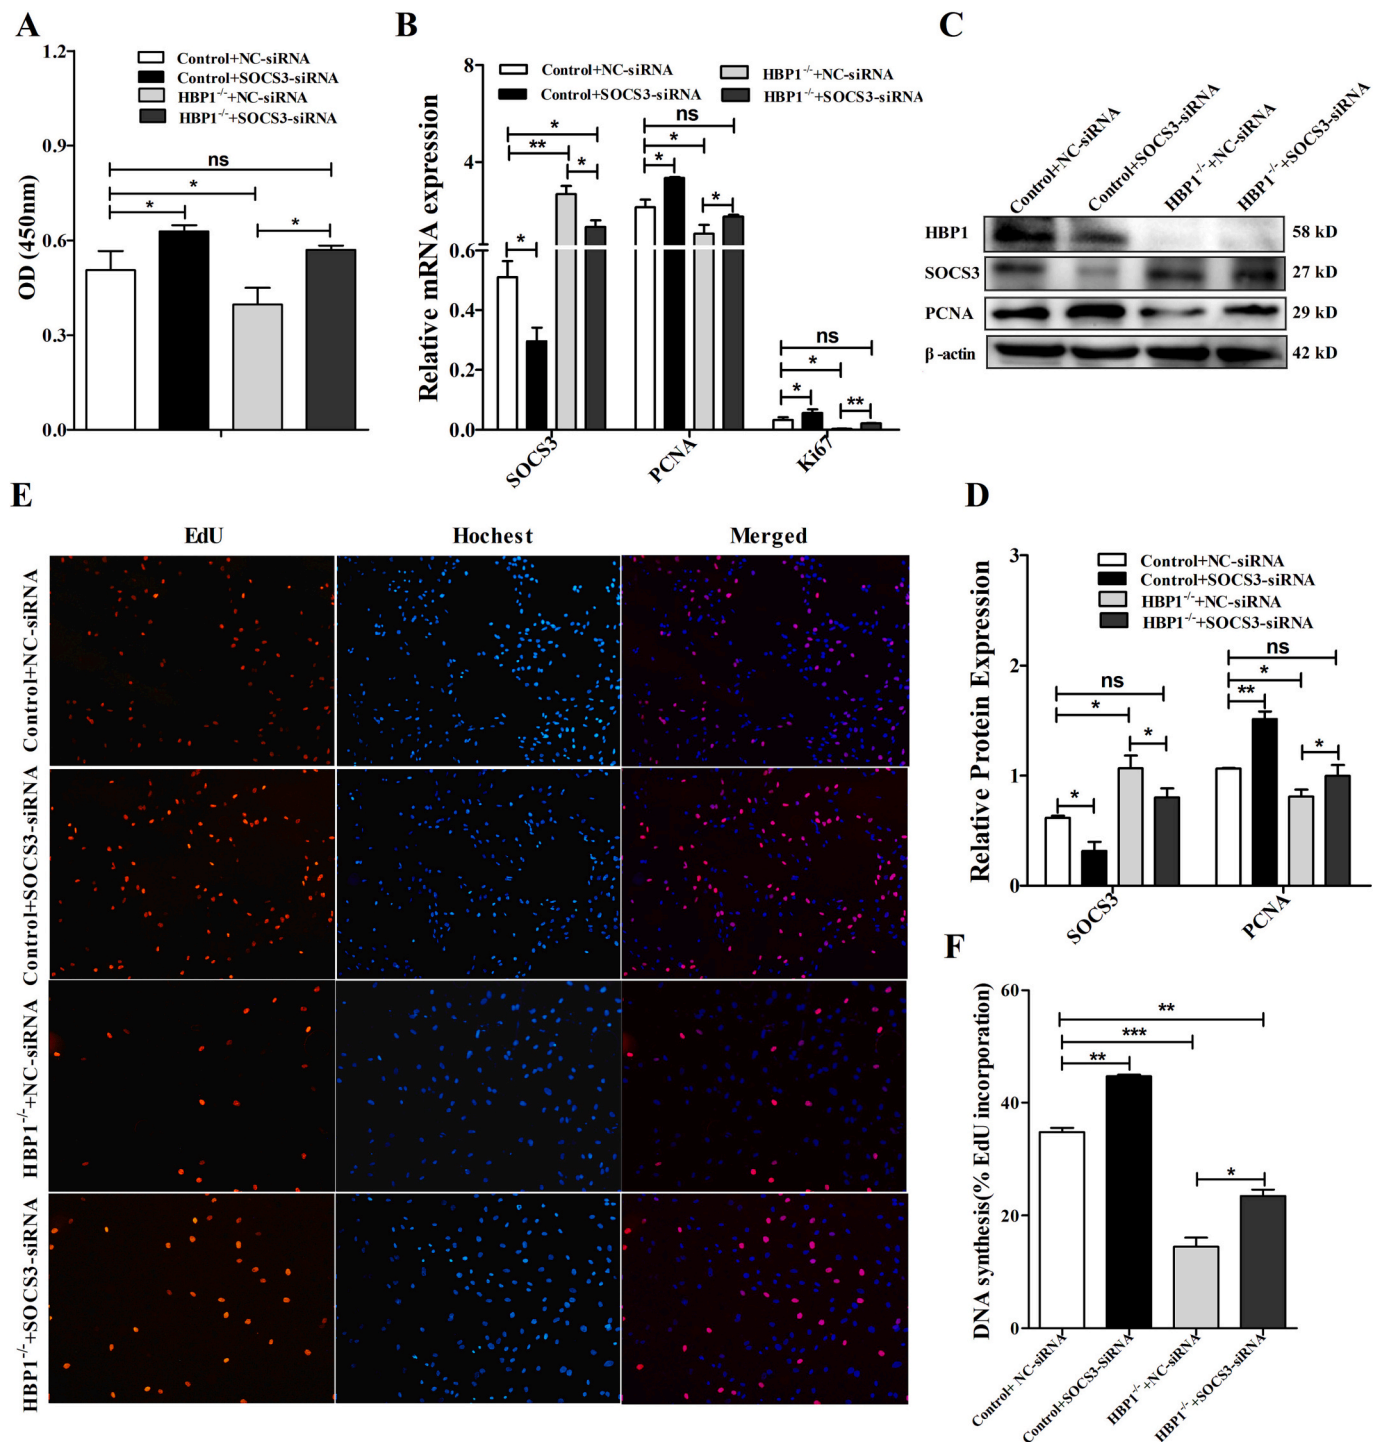 A
1.2
0.9
0.6
0.3
0.0
OD (450nm)
Control+NC-siRNA
Control+SOCS3-siRNA
HBP1-/-+NC-siRNA
HBP1-/-+SOCS3-siRNA
ns
*
*
*
B
8
4
0.6
0.4
0.2
0.0
Relative mRNA expression
Control+NC-siRNA
Control+SOCS3-siRNA
HBP1-/-+NC-siRNA
HBP1-/-+SOCS3-siRNA
*
**
*
*
ns
*
*
*
ns
*
*
**
SOCS3
PCNA
Ki67
C
Control+NC-siRNA
Control+SOCS3-siRNA
HBP1-/-+NC-siRNA
HBP1-/-+SOCS3-siRNA
HBP1 58 kD
SOCS3 27 kD
PCNA 29 kD
β-actin 42 kD
E
EdU Hochest Merged
Control+NC-siRNA
Control+SOCS3-siRNA
HBP1-/-+NC-siRNA
HBP1-/-+SOCS3-siRNA
D
3
2
1
0
Relative Protein Expression
Control+NC-siRNA
Control+SOCS3-siRNA
HBP1-/-+NC-siRNA
HBP1-/-+SOCS3-siRNA
ns
*
*
*
ns
*
**
*
SOCS3
PCNA
F
60
40
20
0
DNA synthesis(% EdU incorporation)
**
***
**
*
Control+ NC-siRNA
Control+SOCS3-SiRNA
HBP1-/-+NC-siRNA
HBP1-/-+SOCS3-siRNA